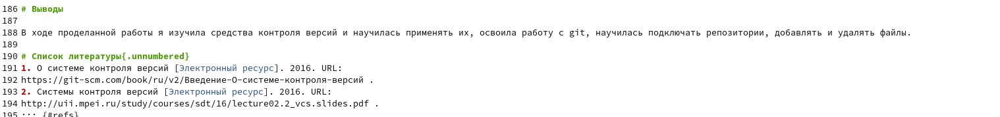 186 # Выводы
187
188 В ходе проделанной работы я изучила средства контроля версий и научилась применять их, освоила работу с git, научилась подключать репозитории, добавлять и удалять файлы.
189
190 # Список литературы{.unnumbered}
191 1. О системе контроля версий [Электронный ресурс]. 2016. URL:
192 https://git-scm.com/book/ru/v2/Введение-О-системе-контроля-версий .
193 2. Системы контроля версий [Электронный ресурс]. 2016. URL:
194 http://uii.mpei.ru/study/courses/sdt/16/lecture02.2_vcs.slides.pdf .
195 ::: {#refs}